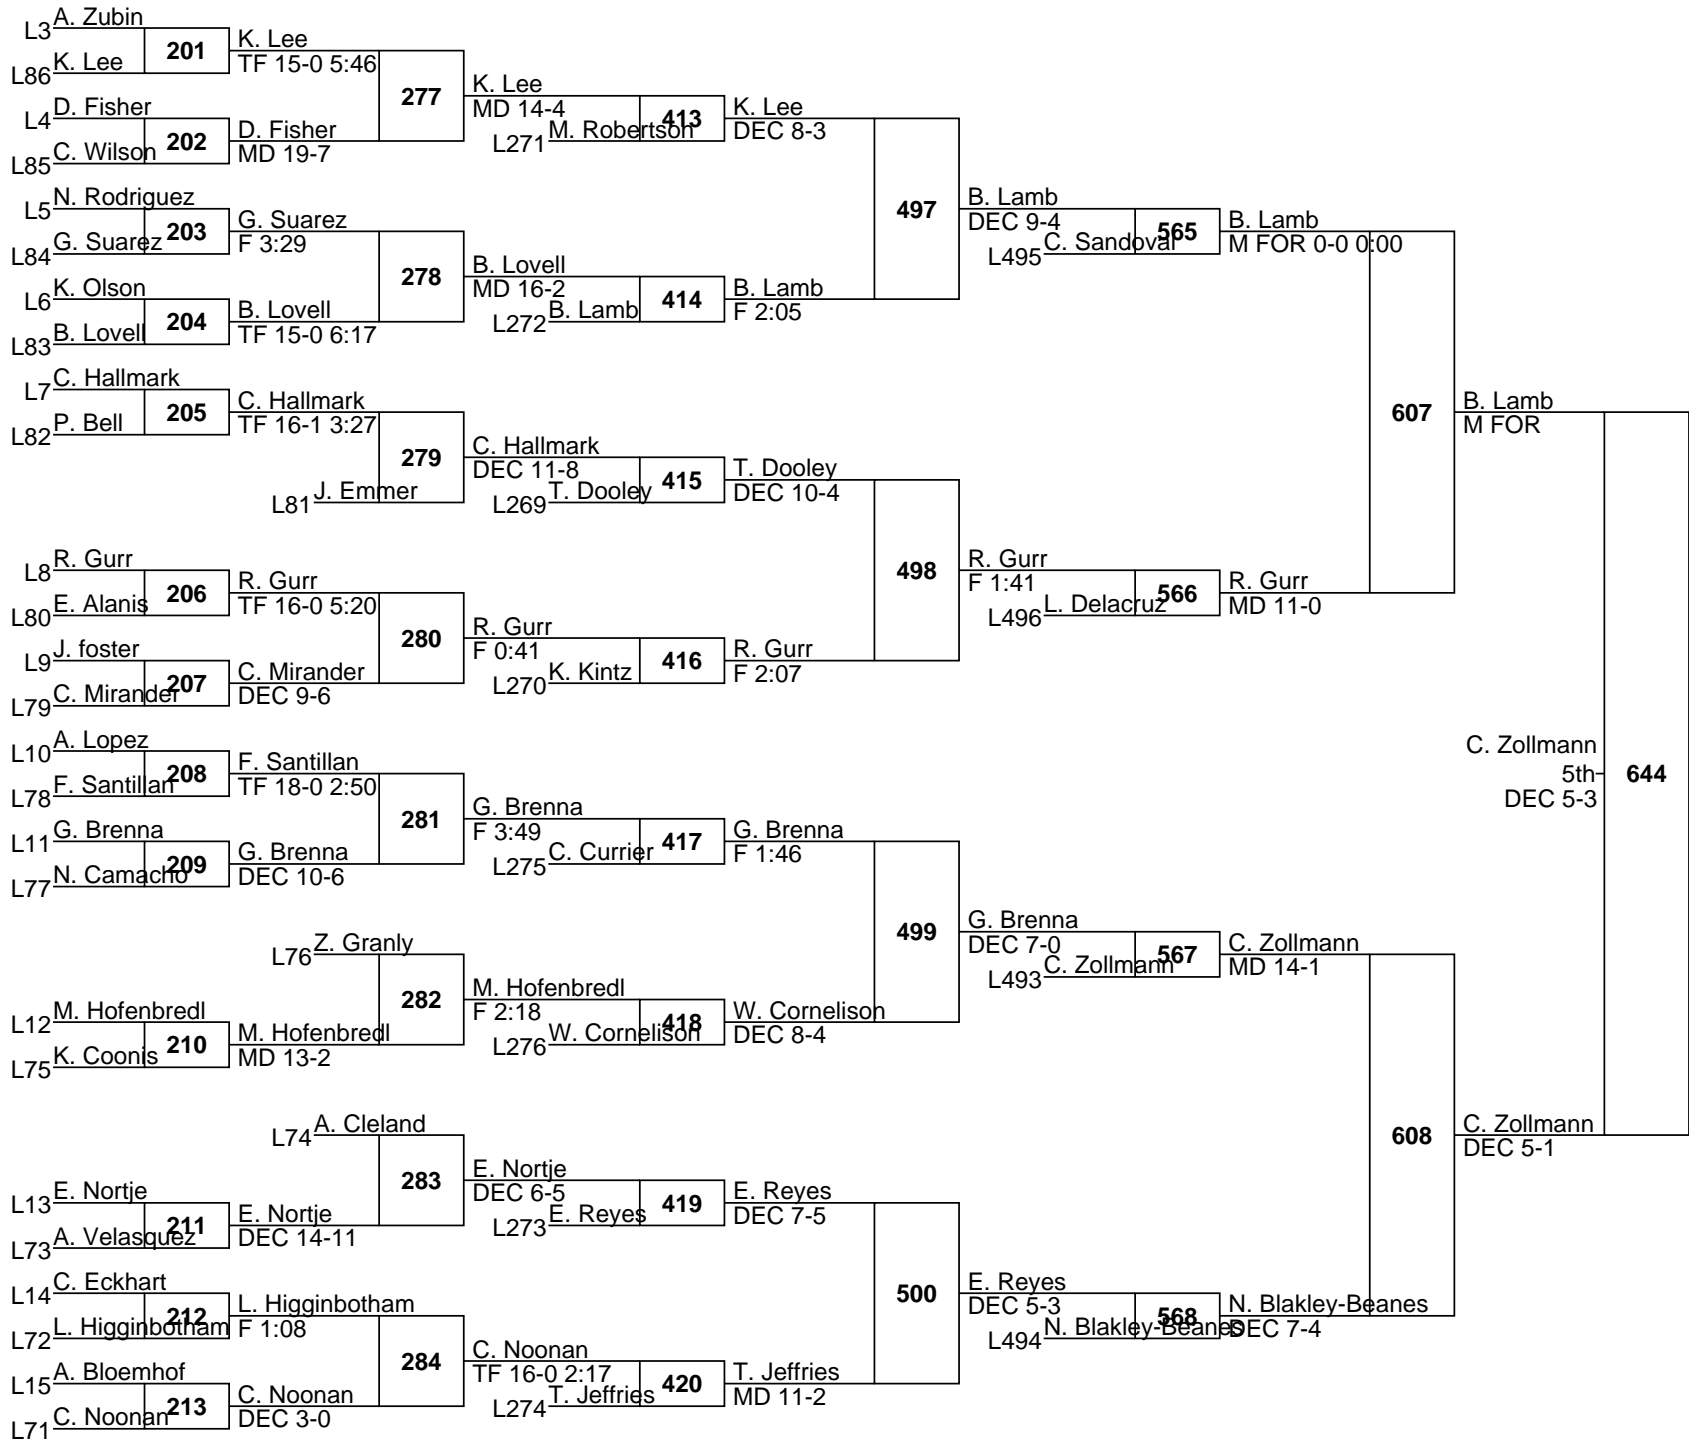 A. Zubin
L3
201
K. Lee
TF 15-0 5:46
K. Lee
L86
277
K. Lee
MD 14-4
D. Fisher
L4
202
D. Fisher
MD 19-7
C. Wilson
L85
413
M. Robertson
L271
K. Lee
DEC 8-3
N. Rodriguez
L5
203
G. Suarez
F 3:29
G. Suarez
L84
278
B. Lovell
MD 16-2
K. Olson
L6
204
B. Lovell
TF 15-0 6:17
B. Lovell
L83
414
B. Lamb
L272
B. Lamb
F 2:05
497
B. Lamb
DEC 9-4
565
C. Sandoval
L495
B. Lamb
M FOR 0-0 0:00
C. Hallmark
L7
205
C. Hallmark
TF 16-1 3:27
P. Bell
L82
279
J. Emmer
L81
C. Hallmark
DEC 11-8
415
T. Dooley
L269
T. Dooley
DEC 10-4
607
B. Lamb
M FOR
R. Gurr
L8
206
R. Gurr
TF 16-0 5:20
E. Alanis
L80
280
R. Gurr
F 0:41
J. foster
L9
207
C. Mirander
DEC 9-6
C. Mirander
L79
416
K. Kintz
L270
R. Gurr
F 2:07
498
R. Gurr
F 1:41
566
L. Delacruz
L496
R. Gurr
MD 11-0
A. Lopez
L10
208
F. Santillan
TF 18-0 2:50
F. Santillan
L78
281
G. Brenna
F 3:49
G. Brenna
L11
209
G. Brenna
DEC 10-6
N. Camacho
L77
417
C. Currier
L275
G. Brenna
F 1:46
C. Zollmann
5th
DEC 5-3
644
Z. Granly
L76
282
M. Hofenbredl
F 2:18
M. Hofenbredl
L12
210
M. Hofenbredl
MD 13-2
K. Coonis
L75
418
W. Cornelison
L276
W. Cornelison
DEC 8-4
499
G. Brenna
DEC 7-0
567
C. Zollmann
L493
C. Zollmann
MD 14-1
A. Cleland
L74
283
E. Nortje
DEC 6-5
E. Nortje
L13
211
E. Nortje
DEC 14-11
A. Velasquez
L73
419
E. Reyes
L273
E. Reyes
DEC 7-5
608
C. Zollmann
DEC 5-1
C. Eckhart
L14
212
L. Higginbotham
F 1:08
L. Higginbotham
L72
284
C. Noonan
TF 16-0 2:17
A. Bloemhof
L15
213
C. Noonan
DEC 3-0
C. Noonan
L71
420
T. Jeffries
L274
T. Jeffries
MD 11-2
500
E. Reyes
DEC 5-3
568
N. Blakley-Beanes
L494
N. Blakley-Beanes
DEC 7-4